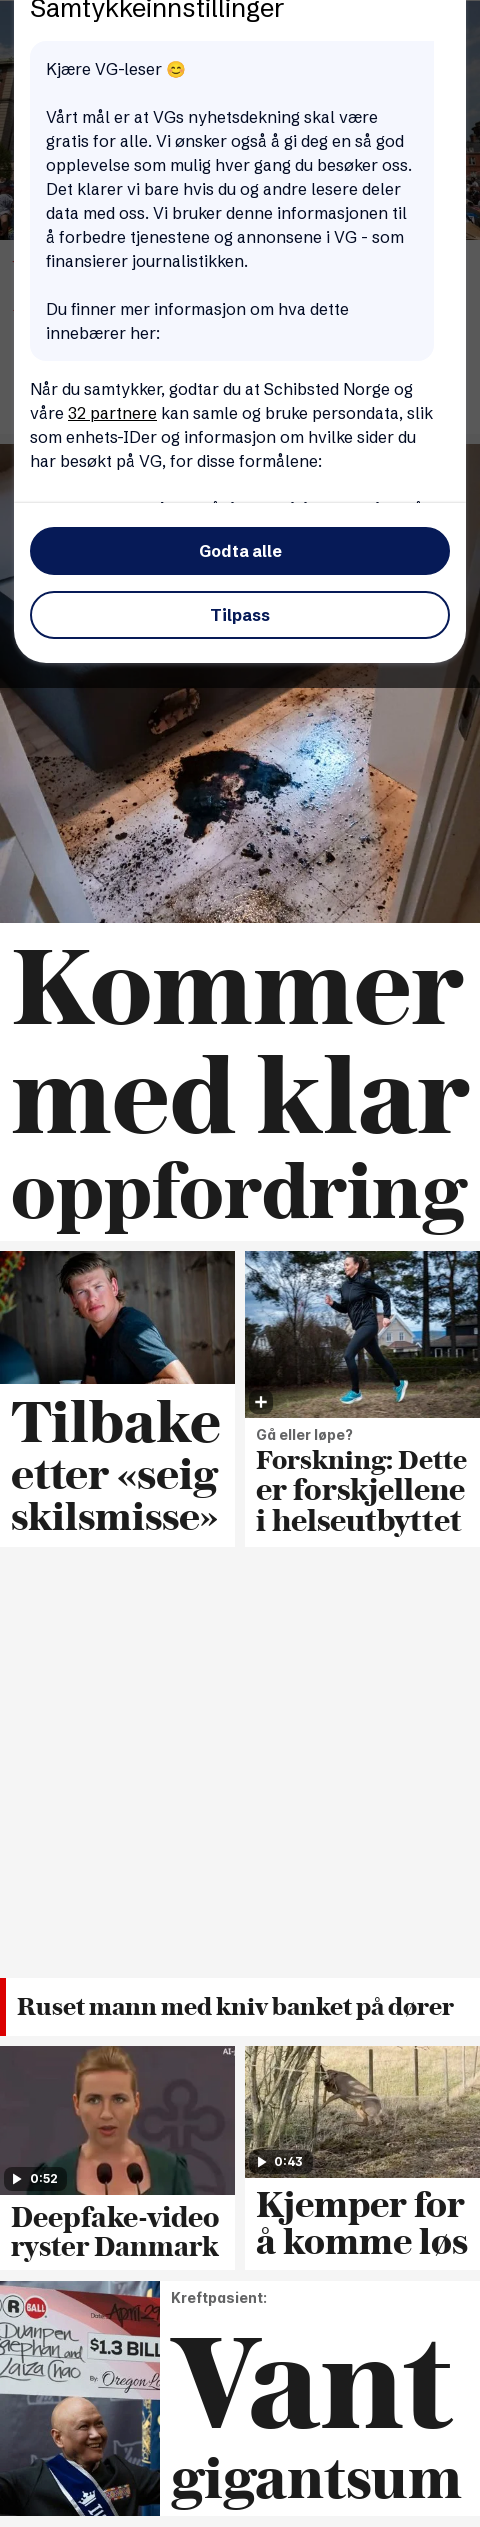 Samtykkeinnstillinger
Kjære VG-leser 😊
Vårt mål er at VGs nyhetsdekning skal være
gratis for alle. Vi ønsker også å gi deg en så god
opplevelse som mulig hver gang du besøker oss.
Det klarer vi bare hvis du og andre lesere deler
data med oss. Vi bruker denne informasjonen til
å forbedre tjenestene og annonsene i VG - som
finansierer journalistikken.
Du finner mer informasjon om hva dette
innebærer her:
Når du samtykker, godtar du at Schibsted Norge og
våre 32 partnere kan samle og bruke persondata, slik
som enhets-IDer og informasjon om hvilke sider du
har besøkt på VG, for disse formålene:
Godta alle
Tilpass
Kommer
med klar
oppfordring
Tilbake
etter «seig
skilsmisse»
Gå eller løpe?
Forskning: Dette
er forskjellene
i helseutbyttet
Ruset mann med kniv banket på dører
AI-
0:52
Deepfake-video
ryster Danmark
0:43
Kjemper for
å komme løs
R BALL
Date: April 29
$1.3 BILL
By: Oregon Lo
Kreftpasient:
Vant
gigantsum